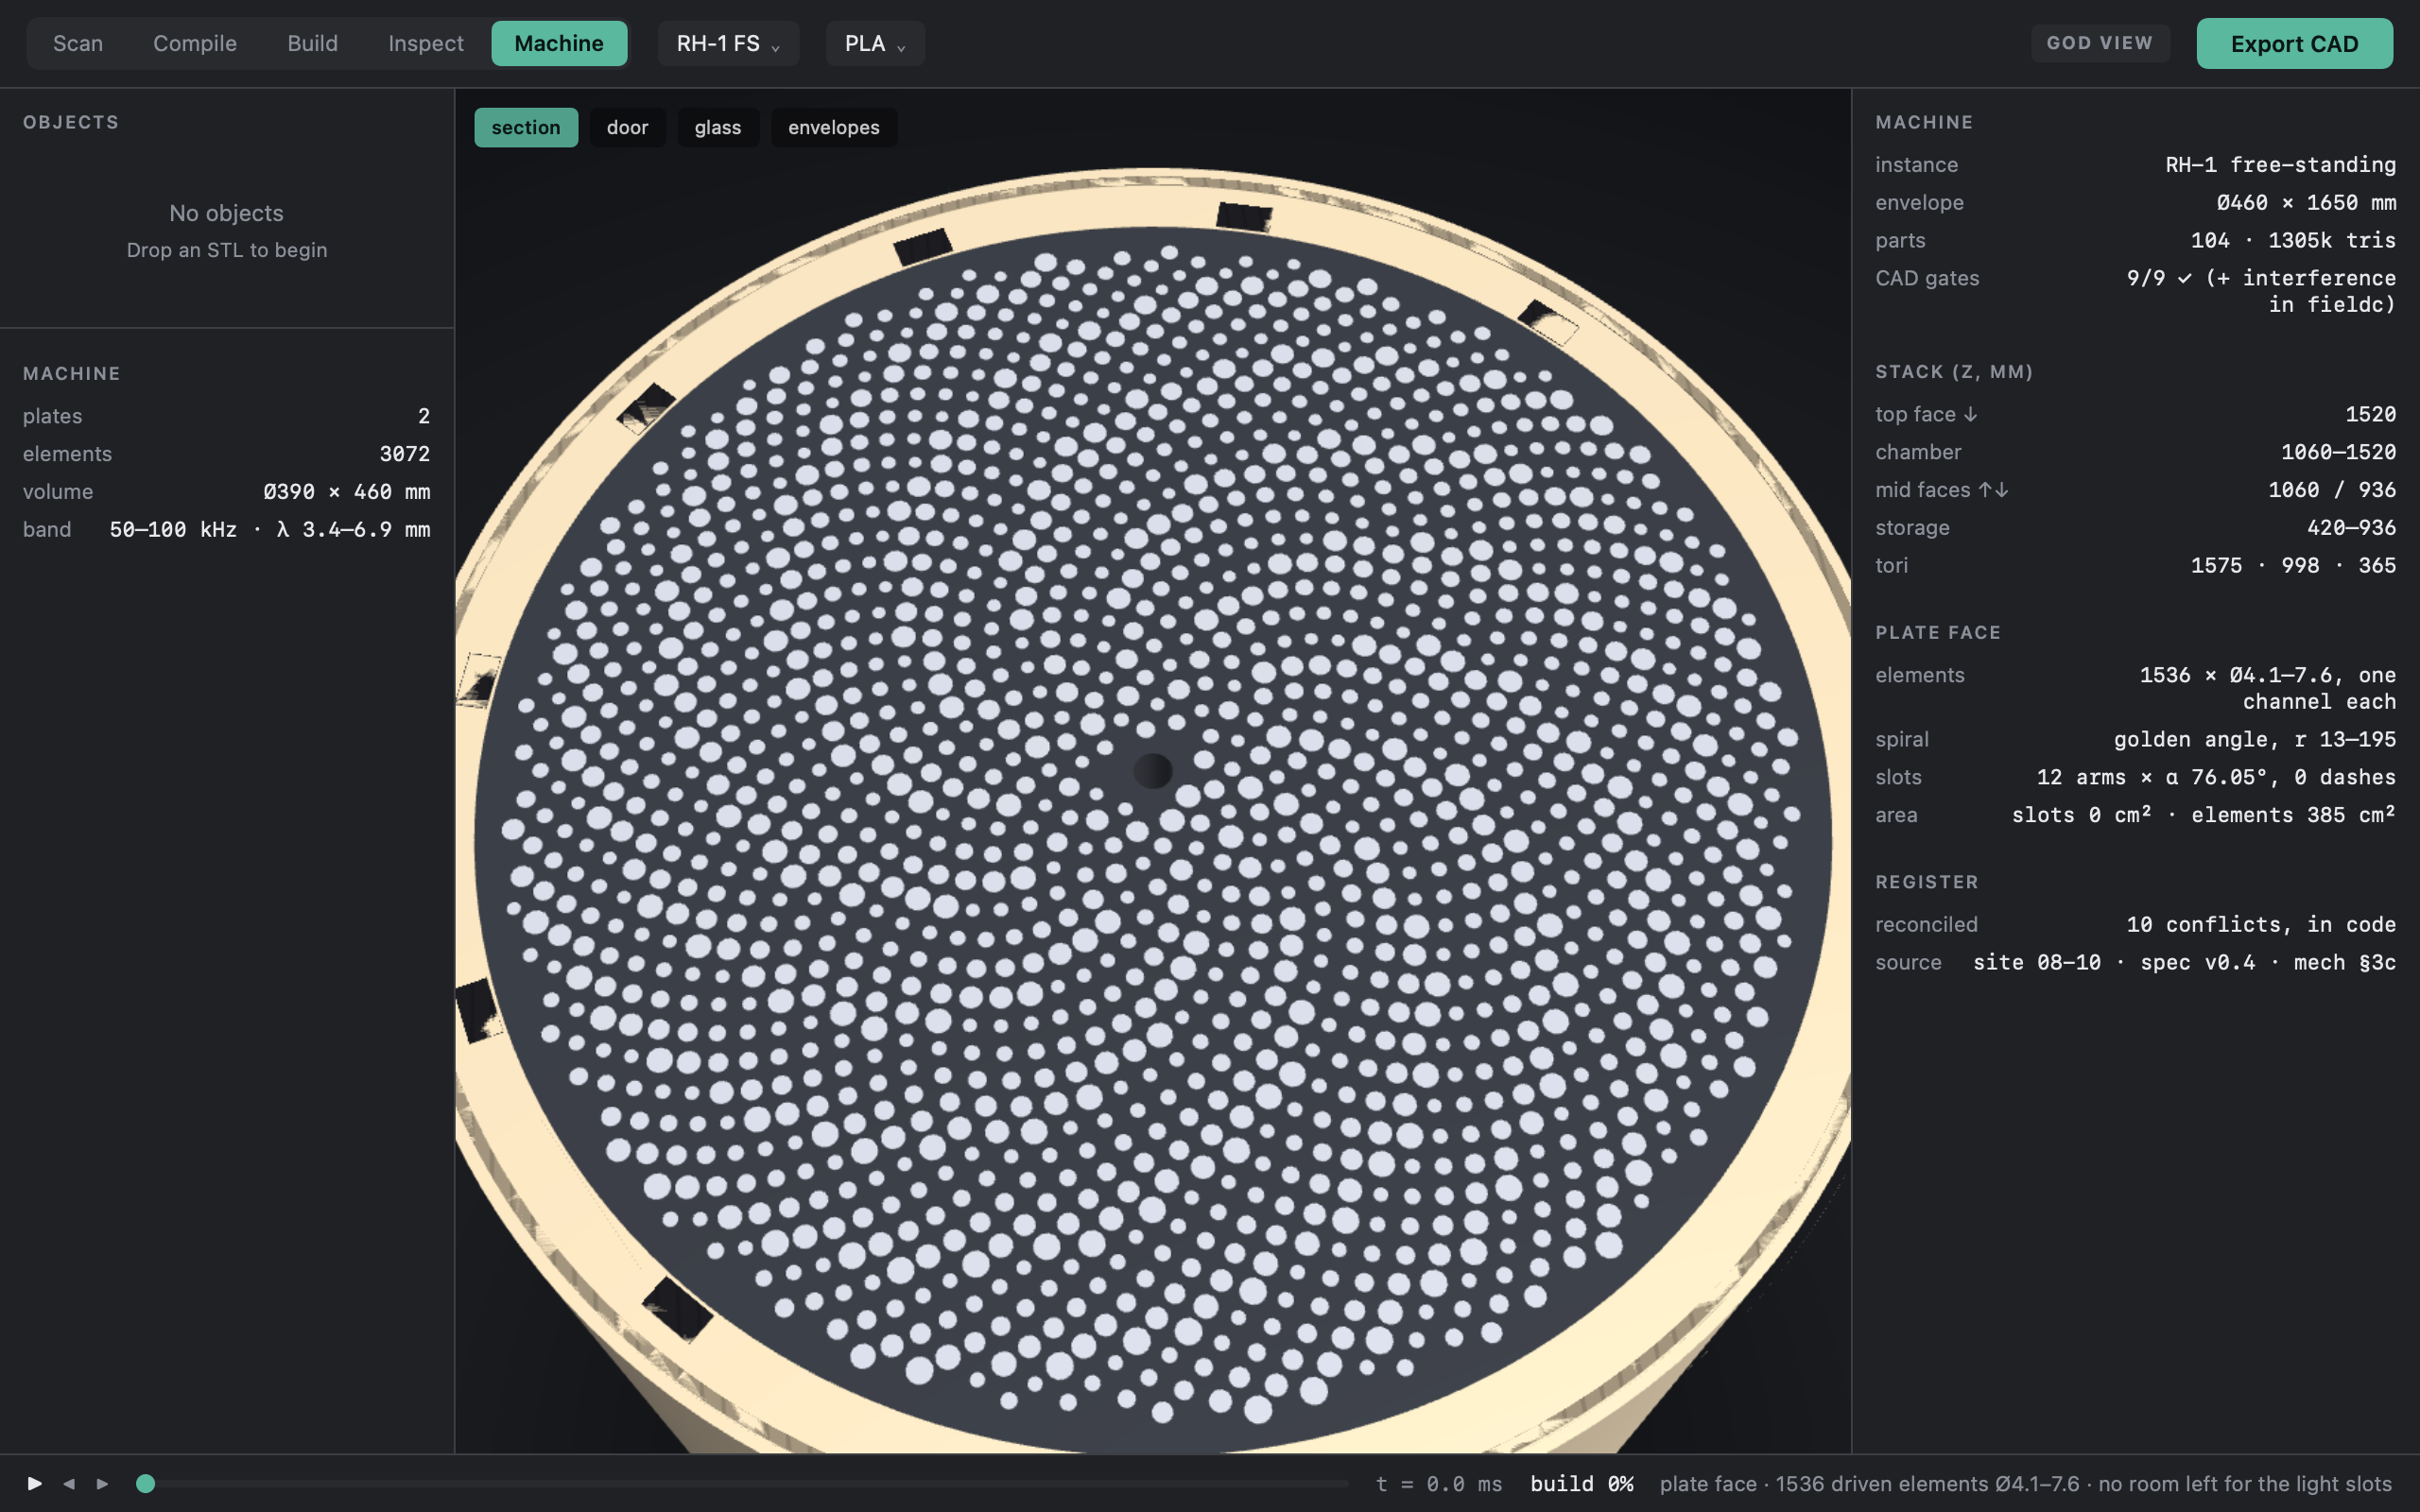 Scan Compile Build Inspect Machine RH-1 FS PLA GOD VIEW Export CAD
OBJECTS
No objects
Drop an STL to begin
MACHINE
plates 2
elements 3072
volume Ø390 × 460 mm
band 50–100 kHz · λ 3.4–6.9 mm
section door glass envelopes
MACHINE
instance RH-1 free-standing
envelope Ø460 × 1650 mm
parts 104 · 1305k tris
CAD gates 9/9 ✓ (+ interference
in fieldc)
STACK (Z, MM)
top face ↓ 1520
chamber 1060–1520
mid faces ↑↓ 1060 / 936
storage 420–936
tori 1575 · 998 · 365
PLATE FACE
elements 1536 × Ø4.1–7.6, one
channel each
spiral golden angle, r 13–195
slots 12 arms × α 76.05°, 0 dashes
area slots 0 cm² · elements 385 cm²
REGISTER
reconciled 10 conflicts, in code
source site 08–10 · spec v0.4 · mech §3c
t = 0.0 ms build 0% plate face · 1536 driven elements Ø4.1–7.6 · no room left for the light slots